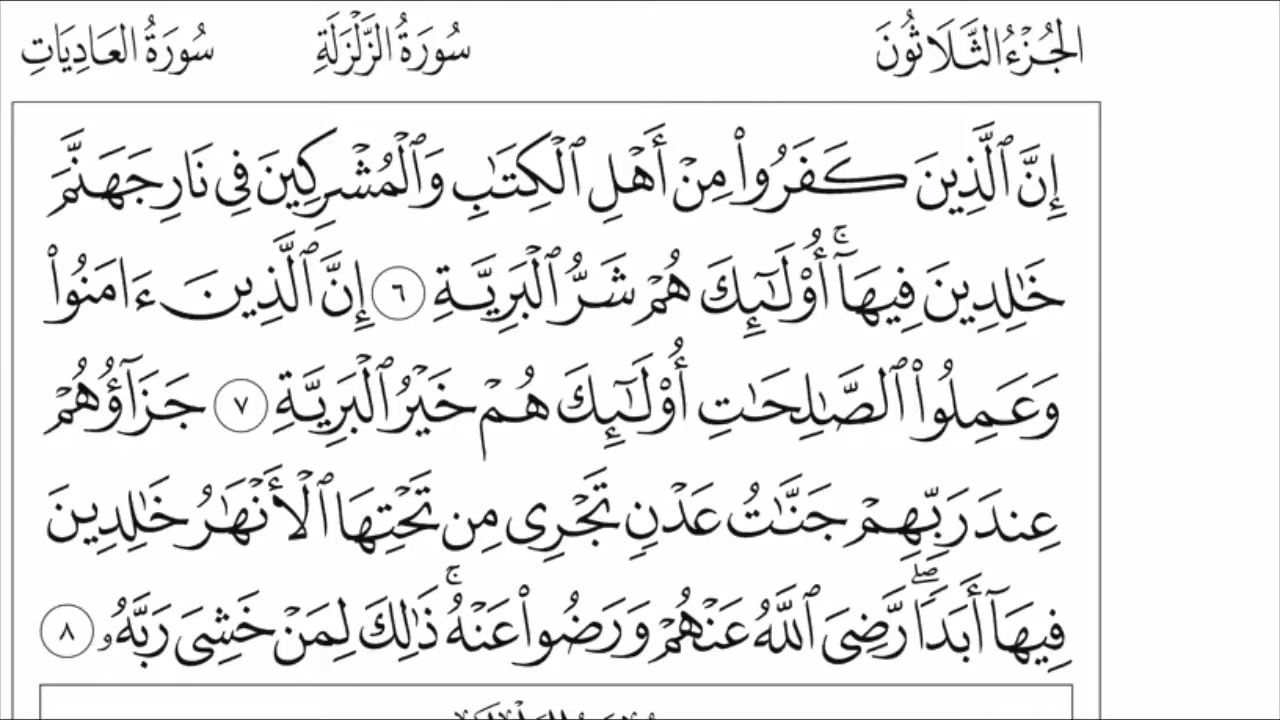 الجُزْءُ الثَّلَاثُونَ سُورَةُ الزَّلْزَلَةِ سُورَةُ العَادِيَاتِ
إِنَّ ٱلَّذِينَ كَفَرُوا۟ مِنْ أَهْلِ ٱلْكِتَـٰبِ وَٱلْمُشْرِكِينَ فِى نَارِ جَهَنَّمَ
خَـٰلِدِينَ فِيهَآ ۚ أُو۟لَـٰٓئِكَ هُمْ شَرُّ ٱلْبَرِيَّةِ ٦ إِنَّ ٱلَّذِينَ ءَامَنُوا۟
وَعَمِلُوا۟ ٱلصَّـٰلِحَـٰتِ أُو۟لَـٰٓئِكَ هُمْ خَيْرُ ٱلْبَرِيَّةِ ٧ جَزَآؤُهُمْ
عِندَ رَبِّهِمْ جَنَّـٰتُ عَدْنٍ تَجْرِى مِن تَحْتِهَا ٱلْأَنْهَـٰرُ خَـٰلِدِينَ
فِيهَآ أَبَدًا ۖ رَّضِىَ ٱللَّهُ عَنْهُمْ وَرَضُوا۟ عَنْهُ ۚ ذَٰلِكَ لِمَنْ خَشِىَ رَبَّهُۥ ٨